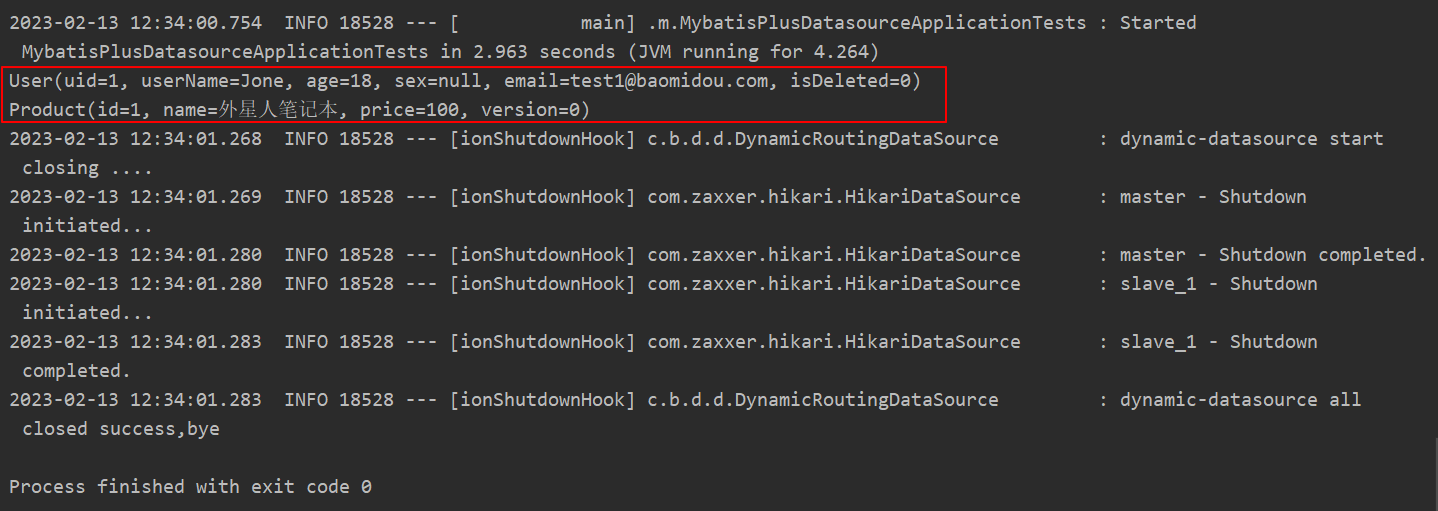 2023-02-13 12:34:00.754  INFO 18528 --- [           main] .m.MybatisPlusDatasourceApplicationTests : Started
 MybatisPlusDatasourceApplicationTests in 2.963 seconds (JVM running for 4.264)
User(uid=1, userName=Jone, age=18, sex=null, email=test1@baomidou.com, isDeleted=0)
Product(id=1, name=外星人笔记本, price=100, version=0)
2023-02-13 12:34:01.268  INFO 18528 --- [ionShutdownHook] c.b.d.d.DynamicRoutingDataSource         : dynamic-datasource start
 closing ....
2023-02-13 12:34:01.269  INFO 18528 --- [ionShutdownHook] com.zaxxer.hikari.HikariDataSource       : master - Shutdown
 initiated...
2023-02-13 12:34:01.280  INFO 18528 --- [ionShutdownHook] com.zaxxer.hikari.HikariDataSource       : master - Shutdown completed.
2023-02-13 12:34:01.280  INFO 18528 --- [ionShutdownHook] com.zaxxer.hikari.HikariDataSource       : slave_1 - Shutdown
 initiated...
2023-02-13 12:34:01.283  INFO 18528 --- [ionShutdownHook] com.zaxxer.hikari.HikariDataSource       : slave_1 - Shutdown
 completed.
2023-02-13 12:34:01.283  INFO 18528 --- [ionShutdownHook] c.b.d.d.DynamicRoutingDataSource         : dynamic-datasource all
 closed success,bye
Process finished with exit code 0